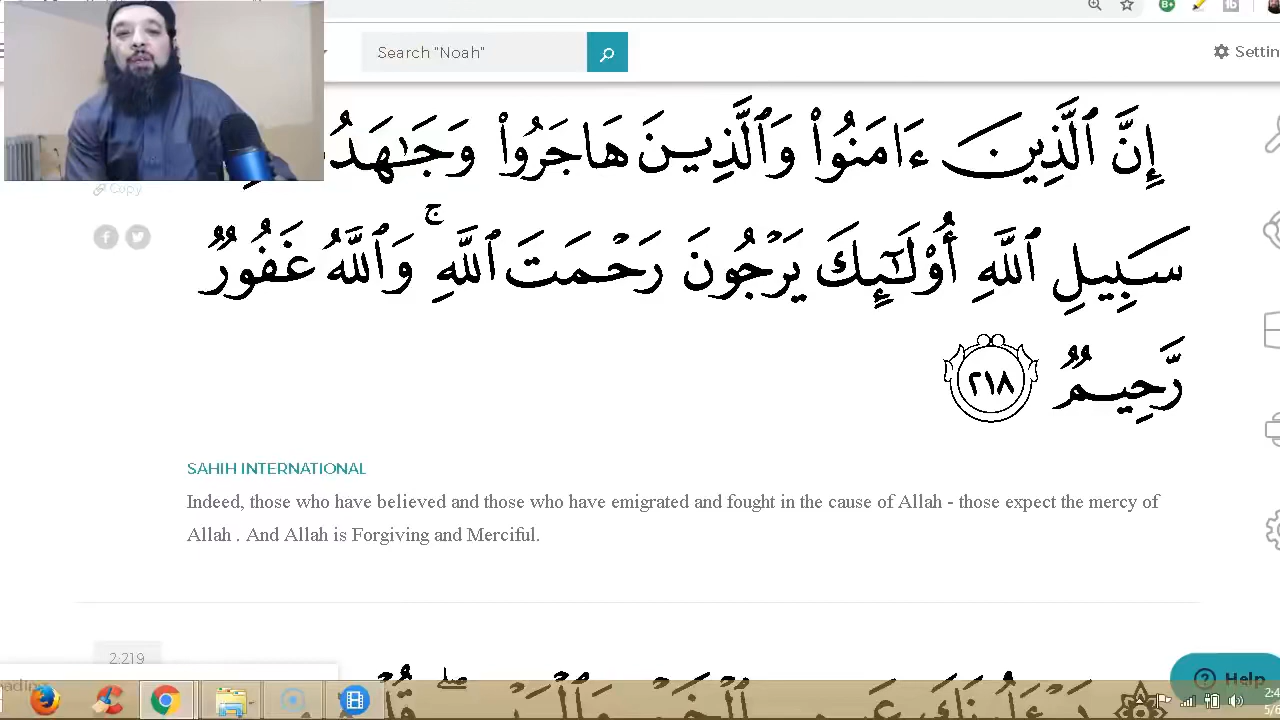 Search "Noah"
Settin
إِنَّ ٱلَّذِينَ ءَامَنُوا۟ وَٱلَّذِينَ هَاجَرُوا۟ وَجَـٰهَدُ
Copy
سَبِيلِ ٱللَّهِ أُو۟لَـٰٓئِكَ يَرْجُونَ رَحْمَتَ ٱللَّهِ ۚ وَٱللَّهُ غَفُورٌ
رَّحِيمٌ ٢١٨
SAHIH INTERNATIONAL
Indeed, those who have believed and those who have emigrated and fought in the cause of Allah - those expect the mercy of
Allah . And Allah is Forgiving and Merciful.
2:219
Help